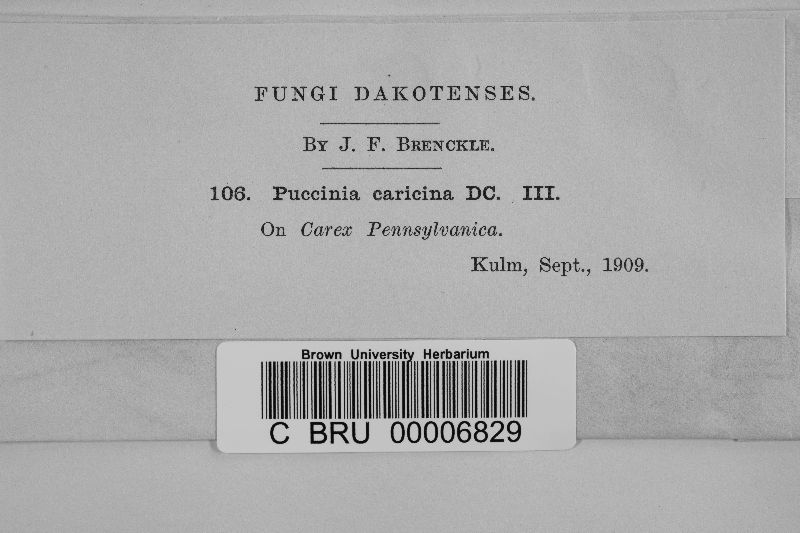 FUNGI DAKOTENSES.
By J. F. Brenckle.
106. Puccinia caricina DC. III.
On Carex Pennsylvanica.
Kulm, Sept., 1909.
Brown University Herbarium
C BRU 00006829